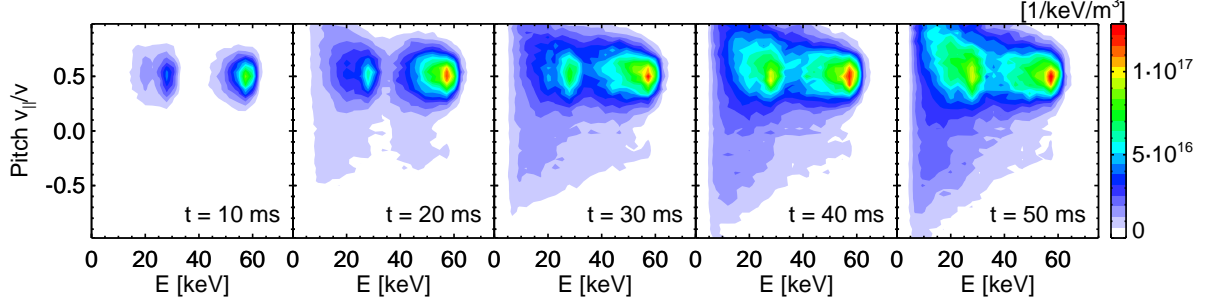 [1/keV/m³]
Pitch v||/v
0.5
0.0
-0.5
t = 10 ms
t = 20 ms
t = 30 ms
t = 40 ms
t = 50 ms
1·10¹⁷
5·10¹⁶
0
0 20 40 60 0 20 40 60 0 20 40 60 0 20 40 60 0 20 40 60
E [keV] E [keV] E [keV] E [keV] E [keV]